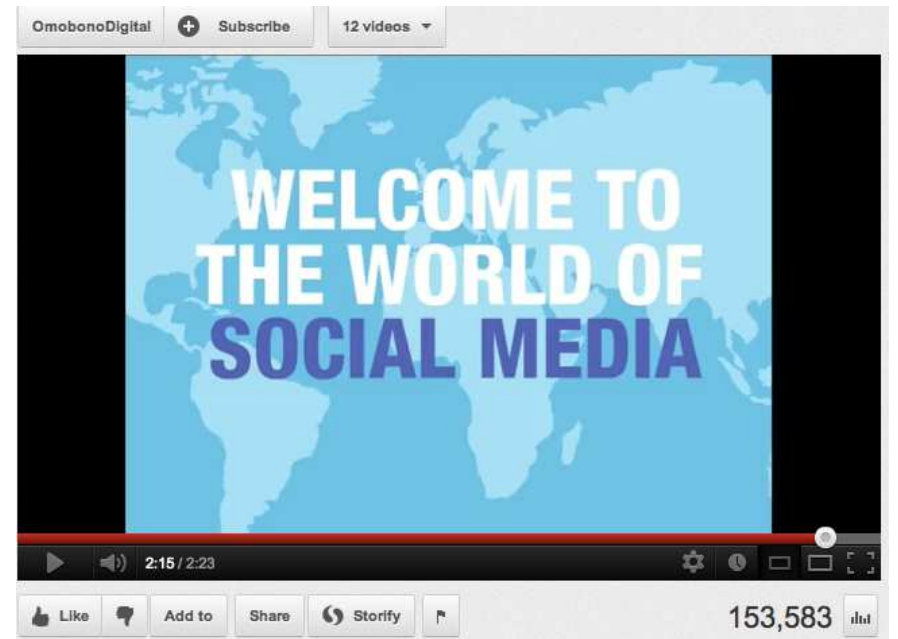 OmobonoDigital Subscribe 12 videos
WELCOME TO
THE WORLD OF
SOCIAL MEDIA
2:15 / 2:23
Like Add to Share Storify 153,583